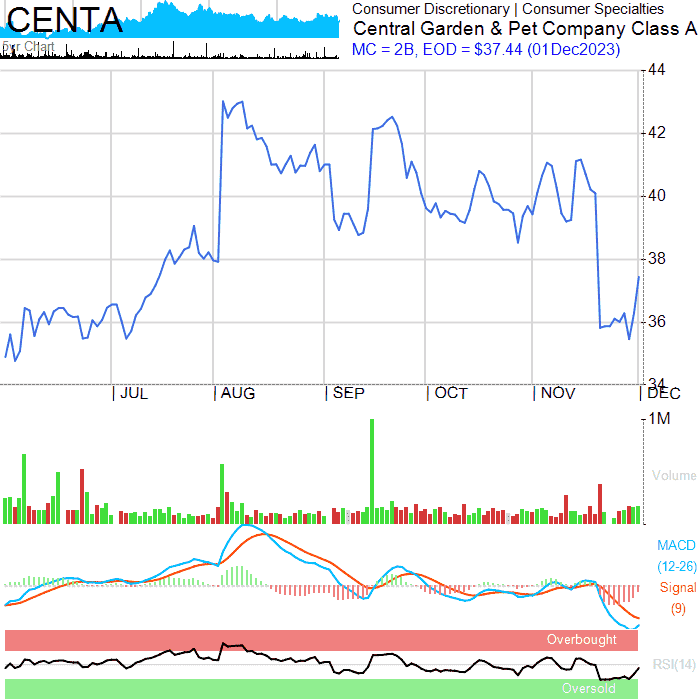 CENTA
5yr Chart
Consumer Discretionary | Consumer Specialties
Central Garden & Pet Company Class A
MC = 2B, EOD = $37.44 (01Dec2023)
44
42
40
38
36
34
JUL AUG SEP OCT NOV DEC
1M
Volume
MACD
(12-26)
Signal
(9)
Overbought
RSI(14)
Oversold